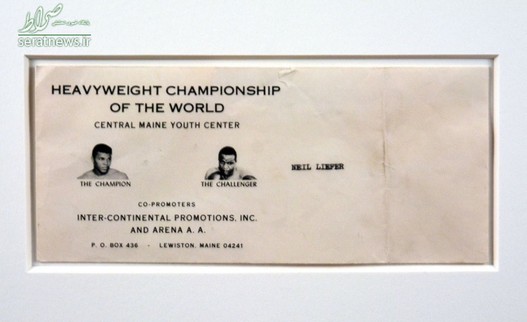 صراط
seratnews.ir
HEAVYWEIGHT CHAMPIONSHIP
OF THE WORLD
CENTRAL MAINE YOUTH CENTER
THE CHAMPION
THE CHALLENGER
NEIL LIEFER
CO-PROMOTERS
INTER-CONTINENTAL PROMOTIONS, INC.
AND ARENA A. A.
P. O. BOX 436 - LEWISTON, MAINE 04241